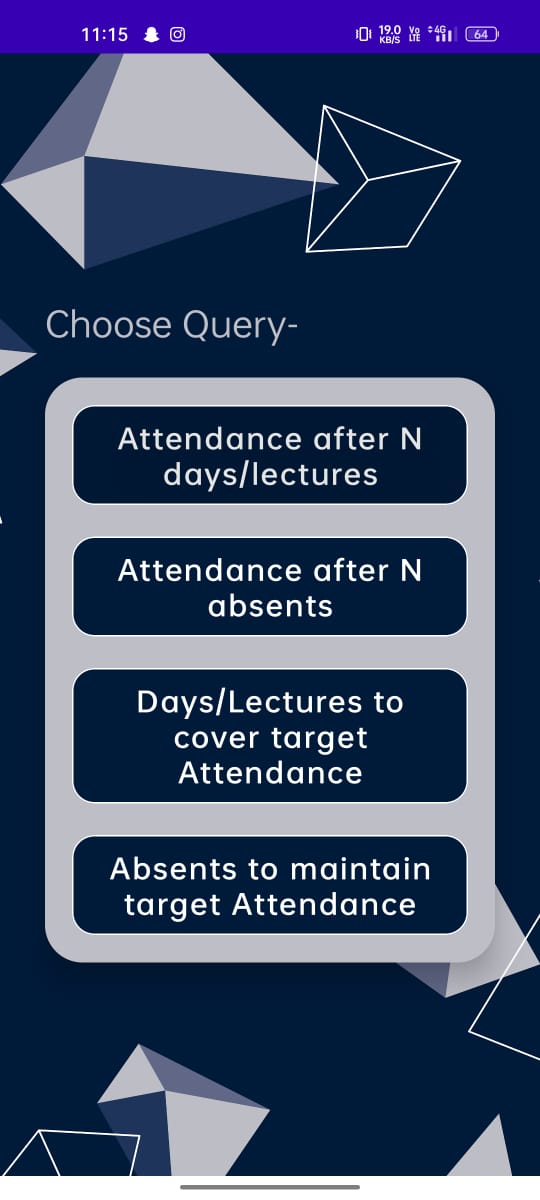 11:15 19.0 KB/S Vo LTE 4G 64
Choose Query-
Attendance after N
days/lectures
Attendance after N
absents
Days/Lectures to
cover target
Attendance
Absents to maintain
target Attendance